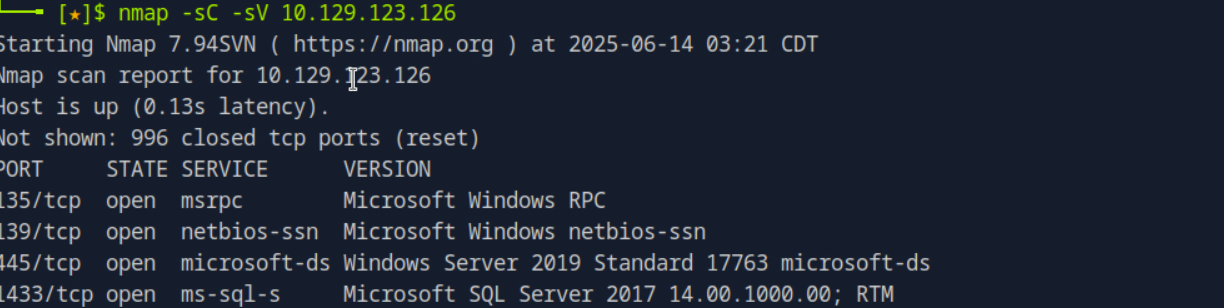 [★]$ nmap -sC -sV 10.129.123.126
Starting Nmap 7.94SVN ( https://nmap.org ) at 2025-06-14 03:21 CDT
Nmap scan report for 10.129.123.126
Host is up (0.13s latency).
Not shown: 996 closed tcp ports (reset)
PORT     STATE SERVICE      VERSION
135/tcp  open  msrpc        Microsoft Windows RPC
139/tcp  open  netbios-ssn  Microsoft Windows netbios-ssn
445/tcp  open  microsoft-ds Windows Server 2019 Standard 17763 microsoft-ds
1433/tcp open  ms-sql-s     Microsoft SQL Server 2017 14.00.1000.00; RTM